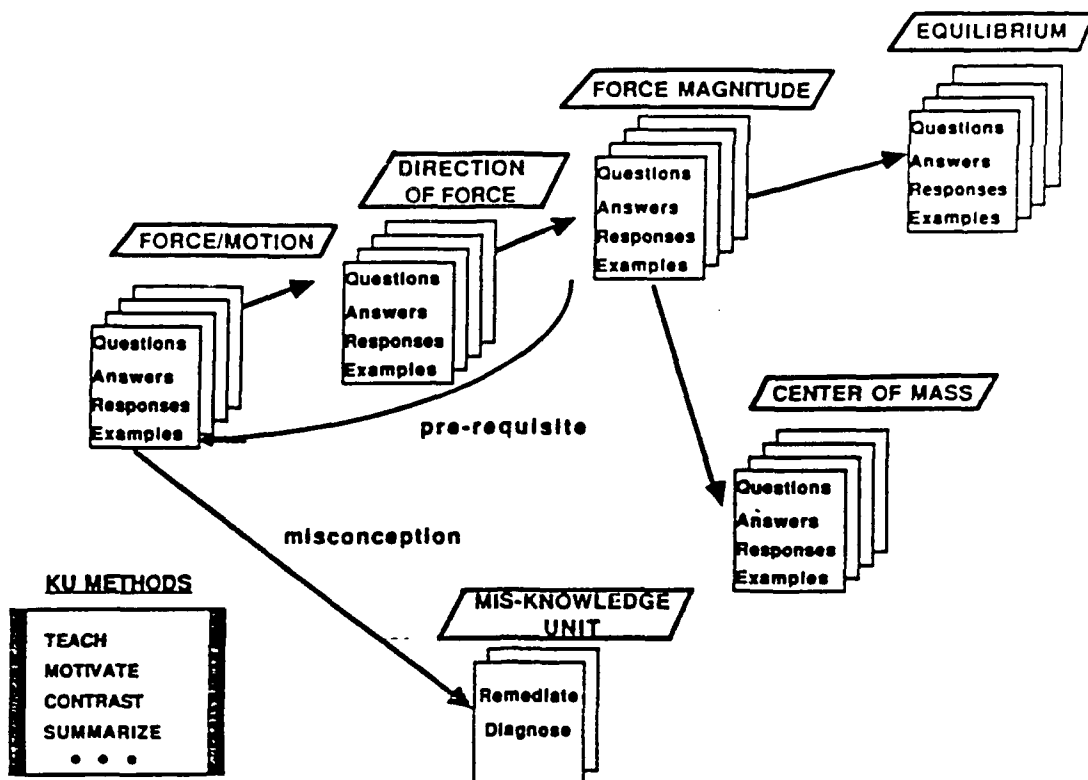 EQUILIBRIUM
Questions
Answers
Responses
Examples
FORCE MAGNITUDE
Questions
Answers
Responses
Examples
DIRECTION
OF FORCE
Questions
Answers
Responses
Examples
FORCE/MOTION
Questions
Answers
Responses
Examples
pre-requisite
CENTER OF MASS
Questions
Answers
Responses
Examples
misconception
MIS-KNOWLEDGE
UNIT
Remediate
Diagnose
KU METHODS
TEACH
MOTIVATE
CONTRAST
SUMMARIZE
• • •